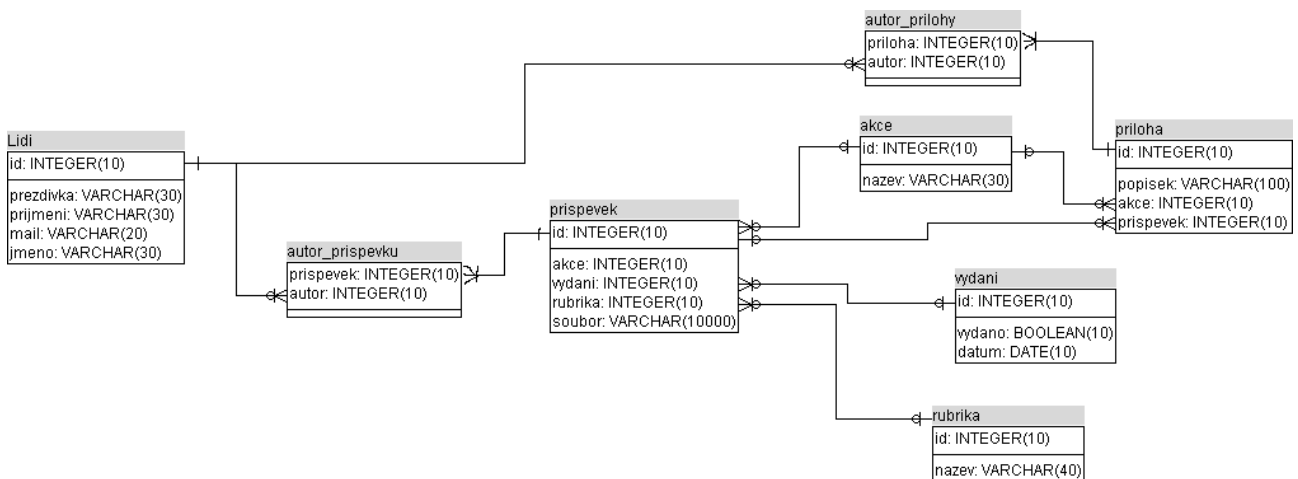 autor_prilohy
priloha: INTEGER(10)
autor: INTEGER(10)
Lidi
id: INTEGER(10)
prezdivka: VARCHAR(30)
prijmeni: VARCHAR(30)
mail: VARCHAR(20)
jmeno: VARCHAR(30)
akce
id: INTEGER(10)
nazev: VARCHAR(30)
priloha
id: INTEGER(10)
popisek: VARCHAR(100)
akce: INTEGER(10)
prispevek: INTEGER(10)
autor_prispevku
prispevek: INTEGER(10)
autor: INTEGER(10)
prispevek
id: INTEGER(10)
akce: INTEGER(10)
vydani: INTEGER(10)
rubrika: INTEGER(10)
soubor: VARCHAR(10000)
vydani
id: INTEGER(10)
vydano: BOOLEAN(10)
datum: DATE(10)
rubrika
id: INTEGER(10)
nazev: VARCHAR(40)